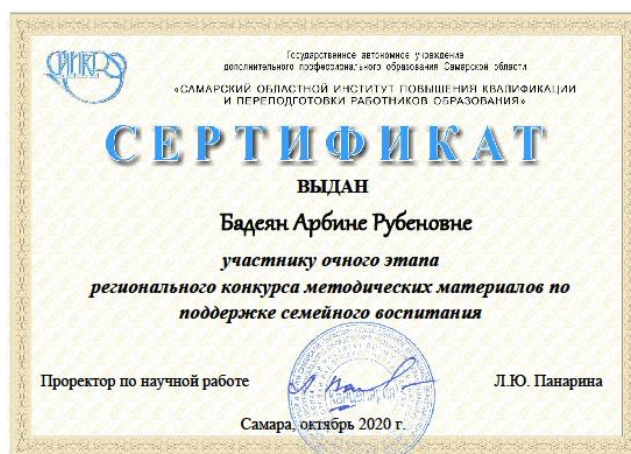 СИПКРО
Государственное автономное учреждение
дополнительного профессионального образования Самарской области
«САМАРСКИЙ ОБЛАСТНОЙ ИНСТИТУТ ПОВЫШЕНИЯ КВАЛИФИКАЦИИ
И ПЕРЕПОДГОТОВКИ РАБОТНИКОВ ОБРАЗОВАНИЯ»
СЕРТИФИКАТ
ВЫДАН
Бадеян Арбине Рубеновне
участнику очного этапа
регионального конкурса методических материалов по
поддержке семейного воспитания
Проректор по научной работе
Л.Ю. Панарина
Канцелярия
Самара, октябрь 2020 г.